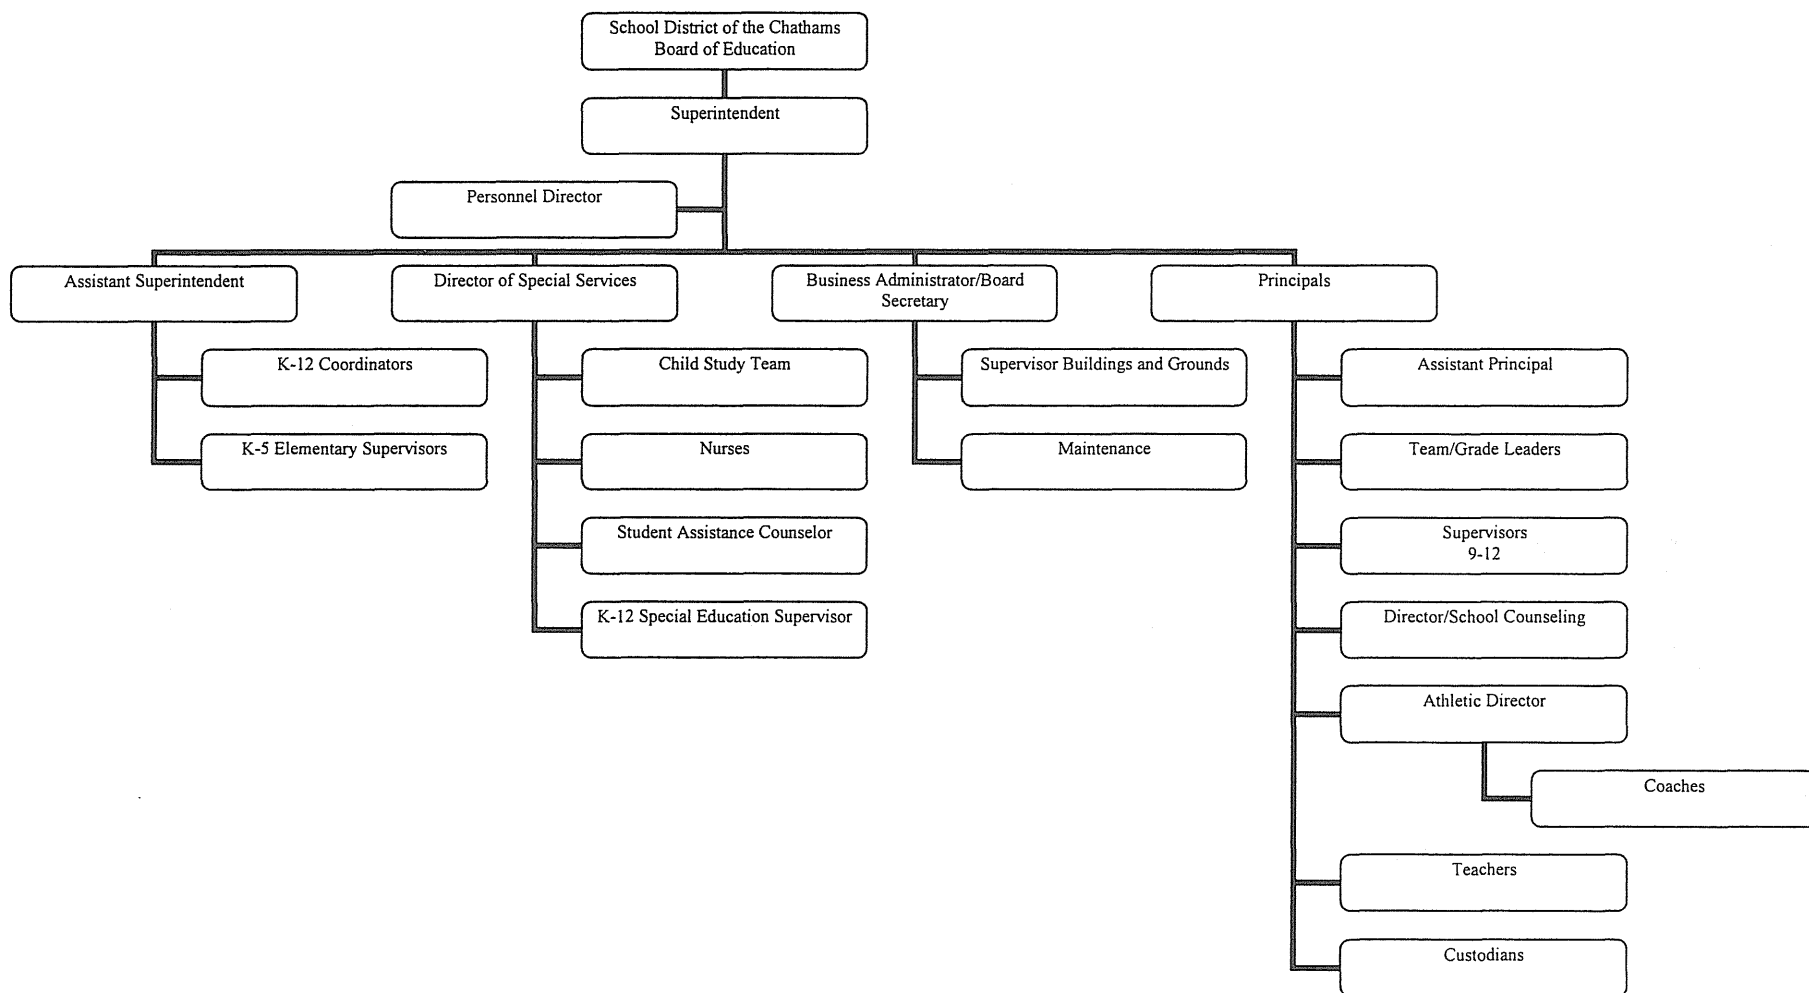 School District of the Chathams
Board of Education
Superintendent
Personnel Director
Assistant Superintendent
Director of Special Services
Business Administrator/Board
Secretary
Principals
K-12 Coordinators
Child Study Team
Supervisor Buildings and Grounds
Assistant Principal
K-5 Elementary Supervisors
Nurses
Maintenance
Team/Grade Leaders
Student Assistance Counselor
Supervisors
9-12
K-12 Special Education Supervisor
Director/School Counseling
Athletic Director
Coaches
Teachers
Custodians